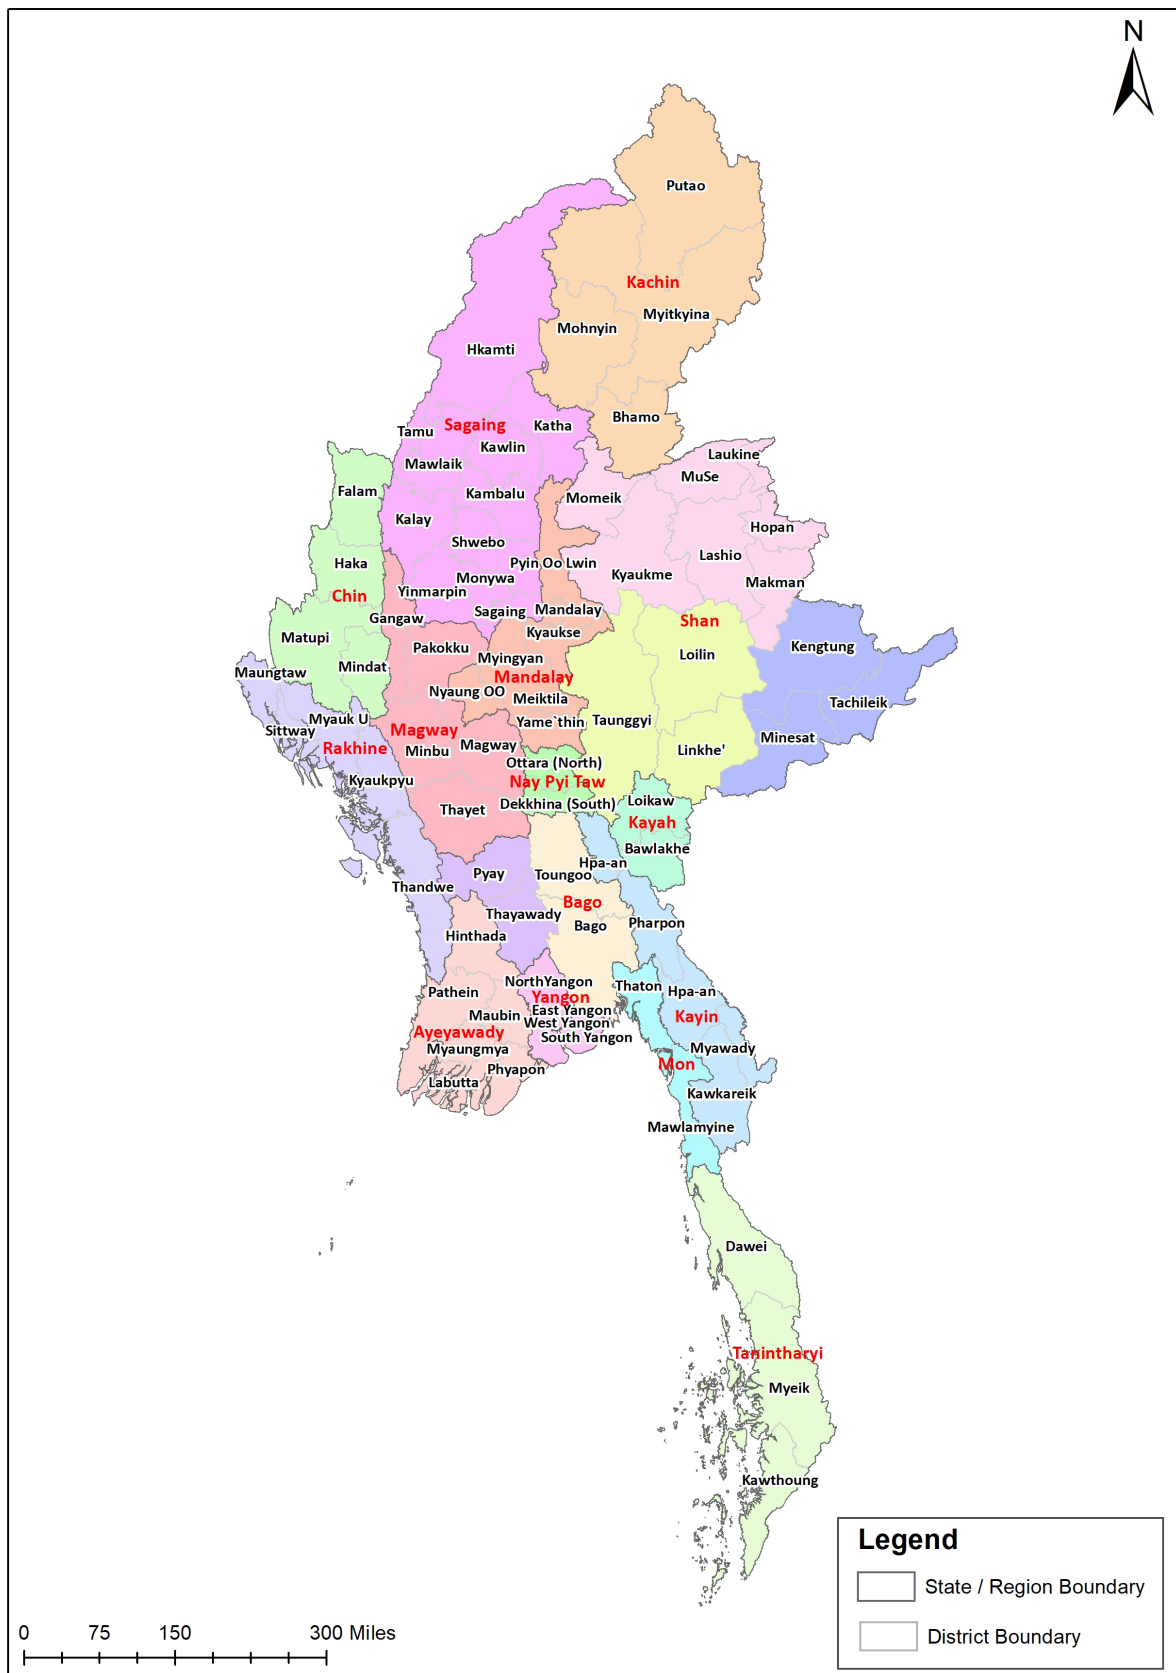 N
Putao
Kachin
Myitkyina
Mohnyin
Hkamti
Bhamo
Katha
Sagaing
Tamu
Kawlin
Mawlaik
Laukine
MuSe
Falam
Kambalu
Momeik
Kalay
Hopan
Shwebo
Lashio
Haka
Pyin Oo Lwin
Kyaukme
Monywa
Makman
Yinmarpin
Chin
Sagaing
Mandalay
Gangaw
Shan
Kyaukse
Matupi
Pakokku
Kengtung
Myingyan
Loilin
Mindat
Maungtaw
Mandalay
Nyaung OO
Meiktila
Tachileik
Myauk U
Yame`thin
Taunggyi
Sittway
Magway
Minesat
Rakhine
Minbu
Magway
Linkhe'
Ottara (North)
Kyaukpyu
Nay Pyi Taw
Loikaw
Dekkhina (South)
Thayet
Kayah
Bawlakhe
Hpa-an
Pyay
Toungoo
Thandwe
Bago
Thayawady
Bago
Pharpon
Hinthada
NorthYangon
Thaton
Pathein
Hpa-an
Yangon
East Yangon
Maubin
Kayin
West Yangon
Ayeyawady
South Yangon
Myaungmya
Myawady
Mon
Phyapon
Labutta
Kawkareik
Mawlamyine
Dawei
Tanintharyi
Myeik
Kawthoung
Legend
State / Region Boundary
District Boundary
0 75 150 300 Miles